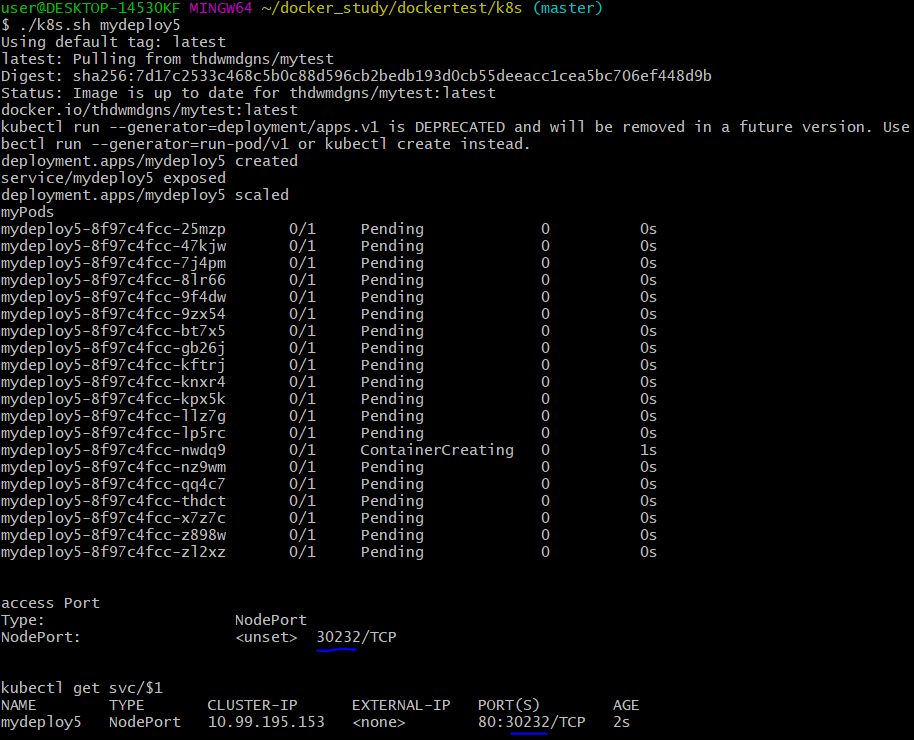 user@DESKTOP-14530KF MINGW64 ~/docker_study/dockertest/k8s (master)
$ ./k8s.sh mydeploy5
Using default tag: latest
latest: Pulling from thdwmdgns/mytest
Digest: sha256:7d17c2533c468c5b0c88d596cb2bedb193d0cb55deeacc1cea5bc706ef448d9b
Status: Image is up to date for thdwmdgns/mytest:latest
docker.io/thdwmdgns/mytest:latest
kubectl run --generator=deployment/apps.v1 is DEPRECATED and will be removed in a future version. Use
bectl run --generator=run-pod/v1 or kubectl create instead.
deployment.apps/mydeploy5 created
service/mydeploy5 exposed
deployment.apps/mydeploy5 scaled
myPods
mydeploy5-8f97c4fcc-25mzp 0/1 Pending 0 0s
mydeploy5-8f97c4fcc-47kjw 0/1 Pending 0 0s
mydeploy5-8f97c4fcc-7j4pm 0/1 Pending 0 0s
mydeploy5-8f97c4fcc-8lr66 0/1 Pending 0 0s
mydeploy5-8f97c4fcc-9f4dw 0/1 Pending 0 0s
mydeploy5-8f97c4fcc-9zx54 0/1 Pending 0 0s
mydeploy5-8f97c4fcc-bt7x5 0/1 Pending 0 0s
mydeploy5-8f97c4fcc-gb26j 0/1 Pending 0 0s
mydeploy5-8f97c4fcc-kftrj 0/1 Pending 0 0s
mydeploy5-8f97c4fcc-knxr4 0/1 Pending 0 0s
mydeploy5-8f97c4fcc-kpx5k 0/1 Pending 0 0s
mydeploy5-8f97c4fcc-llz7g 0/1 Pending 0 0s
mydeploy5-8f97c4fcc-lp5rc 0/1 Pending 0 0s
mydeploy5-8f97c4fcc-nwdq9 0/1 ContainerCreating 0 1s
mydeploy5-8f97c4fcc-nz9wm 0/1 Pending 0 0s
mydeploy5-8f97c4fcc-qq4c7 0/1 Pending 0 0s
mydeploy5-8f97c4fcc-thdct 0/1 Pending 0 0s
mydeploy5-8f97c4fcc-x7z7c 0/1 Pending 0 0s
mydeploy5-8f97c4fcc-z898w 0/1 Pending 0 0s
mydeploy5-8f97c4fcc-zl2xz 0/1 Pending 0 0s
access Port
Type: NodePort
NodePort: <unset> 30232/TCP
kubectl get svc/$1
NAME TYPE CLUSTER-IP EXTERNAL-IP PORT(S) AGE
mydeploy5 NodePort 10.99.195.153 <none> 80:30232/TCP 2s